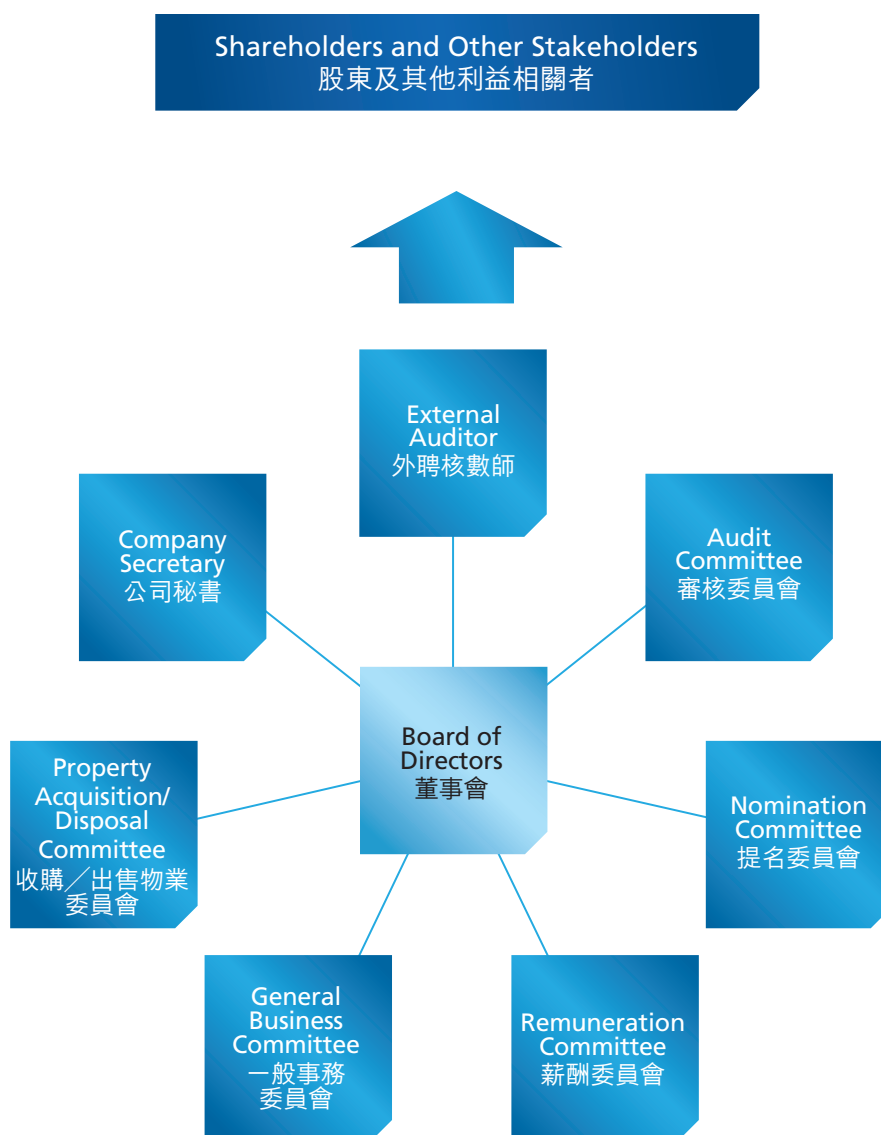 Shareholders and Other Stakeholders
股東及其他利益相關者
External
Auditor
外聘核數師
Company
Secretary
公司秘書
Audit
Committee
審核委員會
Board of
Directors
董事會
Property
Acquisition/
Disposal
Committee
收購／出售物業
委員會
Nomination
Committee
提名委員會
General
Business
Committee
一般事務
委員會
Remuneration
Committee
薪酬委員會